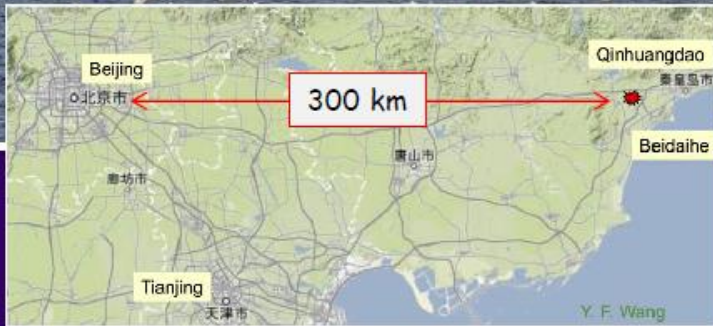 Qinhuangdao
Beijing
秦皇岛市
北京市
300 km
Beidaihe
唐山市
廊坊市
Tianjing
天津市
Y. F. Wang